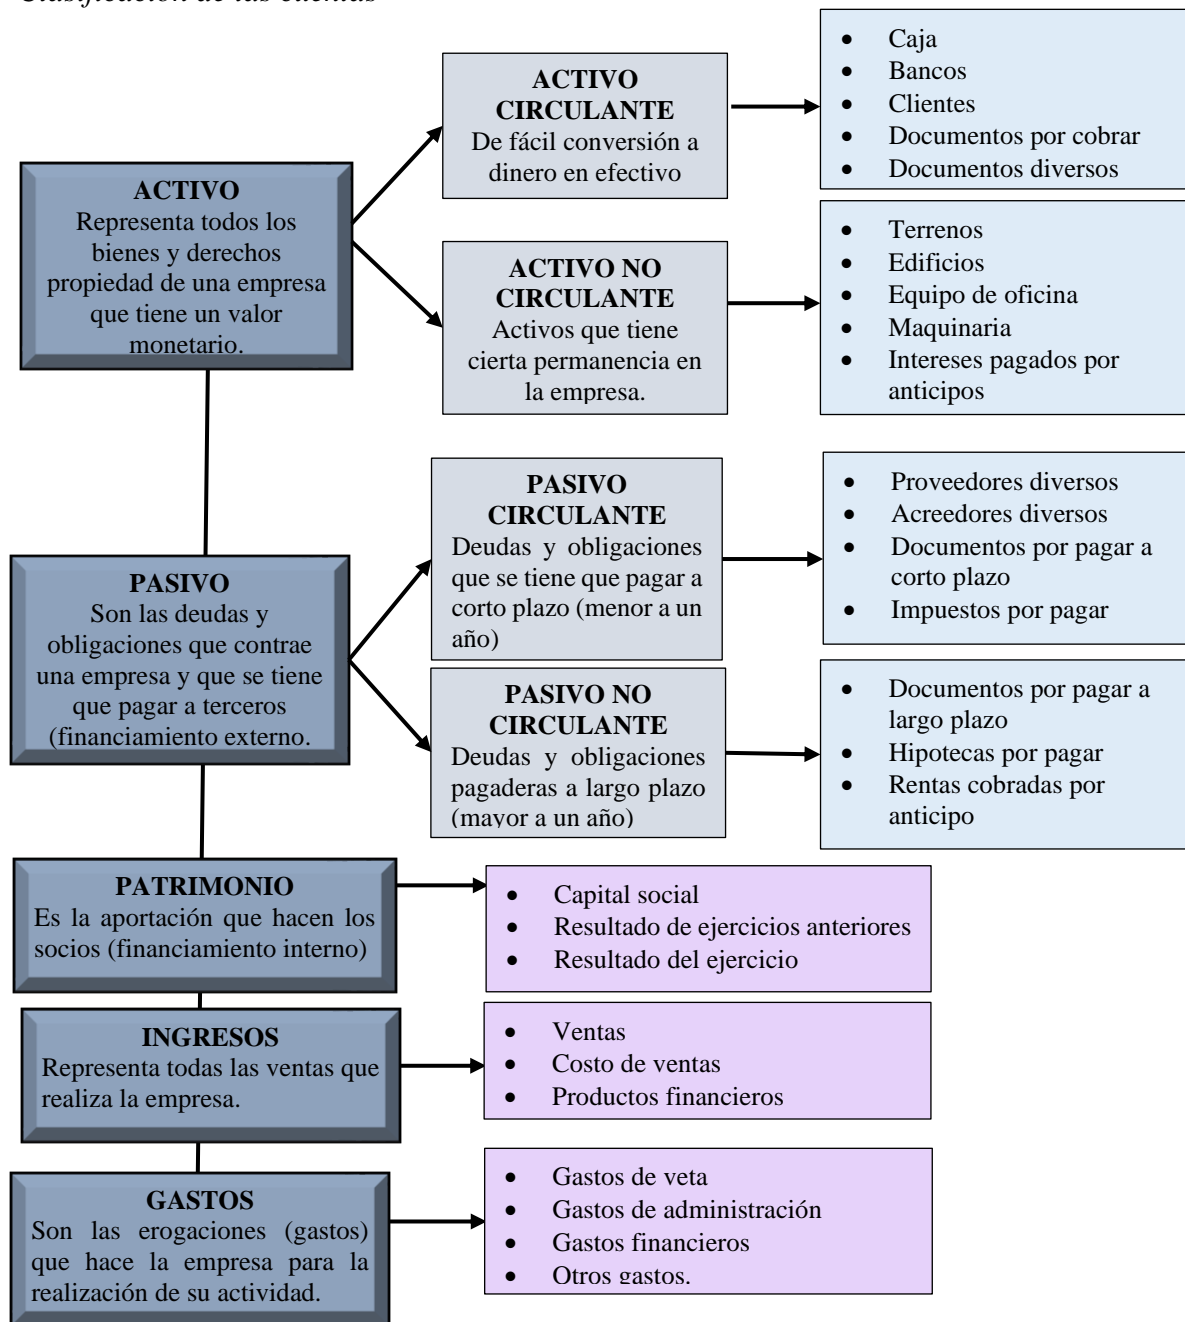 Clasificación de las cuentas
ACTIVO
Representa todos los
bienes y derechos
propiedad de una empresa
que tiene un valor
monetario.
ACTIVO
CIRCULANTE
De fácil conversión a
dinero en efectivo
• Caja
• Bancos
• Clientes
• Documentos por cobrar
• Documentos diversos
ACTIVO NO
CIRCULANTE
Activos que tiene
cierta permanencia en
la empresa.
• Terrenos
• Edificios
• Equipo de oficina
• Maquinaria
• Intereses pagados por
anticipos
PASIVO
Son las deudas y
obligaciones que contrae
una empresa y que se tiene
que pagar a terceros
(financiamiento externo.
PASIVO
CIRCULANTE
Deudas y obligaciones
que se tiene que pagar a
corto plazo (menor a un
año)
• Proveedores diversos
• Acreedores diversos
• Documentos por pagar a
corto plazo
• Impuestos por pagar
PASIVO NO
CIRCULANTE
Deudas y obligaciones
pagaderas a largo plazo
(mayor a un año)
• Documentos por pagar a
largo plazo
• Hipotecas por pagar
• Rentas cobradas por
anticipo
PATRIMONIO
Es la aportación que hacen los
socios (financiamiento interno)
• Capital social
• Resultado de ejercicios anteriores
• Resultado del ejercicio
INGRESOS
Representa todas las ventas que
realiza la empresa.
• Ventas
• Costo de ventas
• Productos financieros
GASTOS
Son las erogaciones (gastos)
que hace la empresa para la
realización de su actividad.
• Gastos de veta
• Gastos de administración
• Gastos financieros
• Otros gastos.